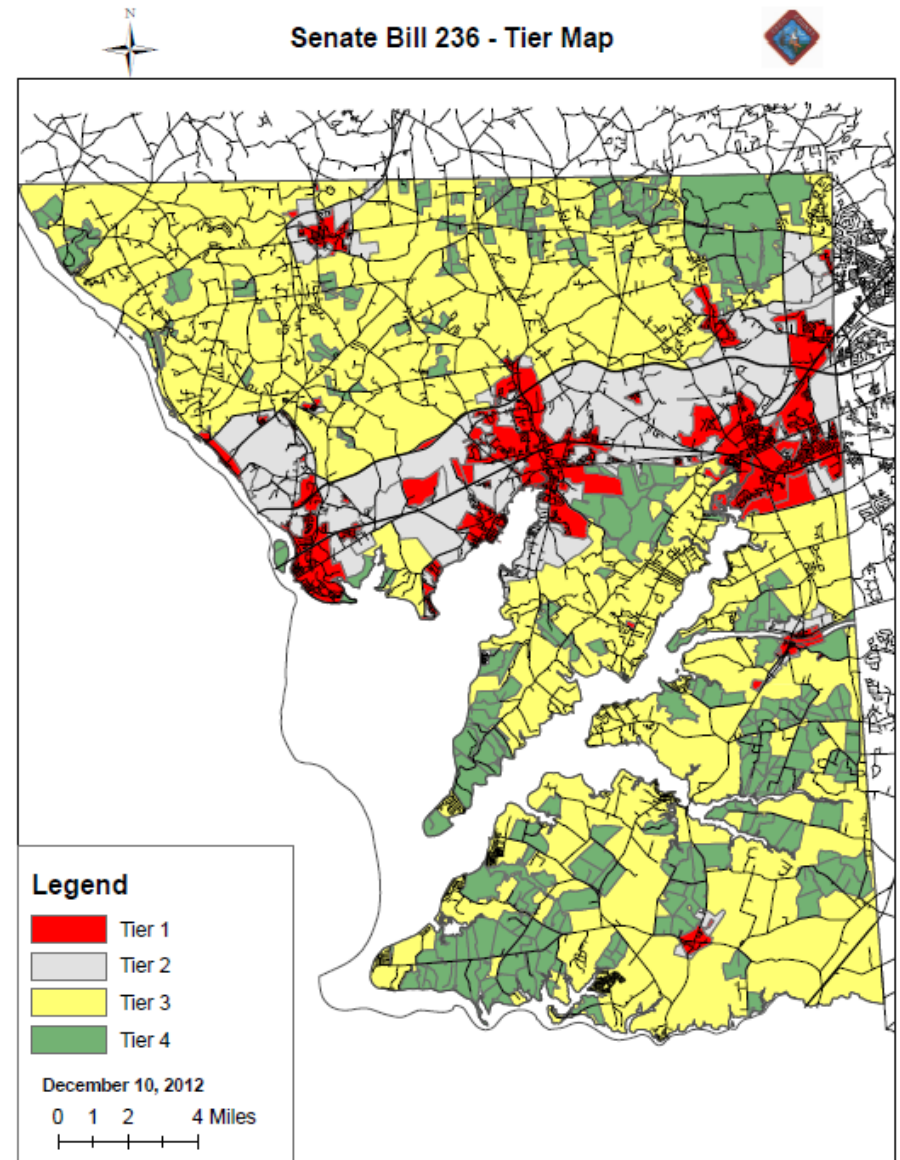 N
Senate Bill 236 - Tier Map
Legend
Tier 1
Tier 2
Tier 3
Tier 4
December 10, 2012
0 1 2 4 Miles